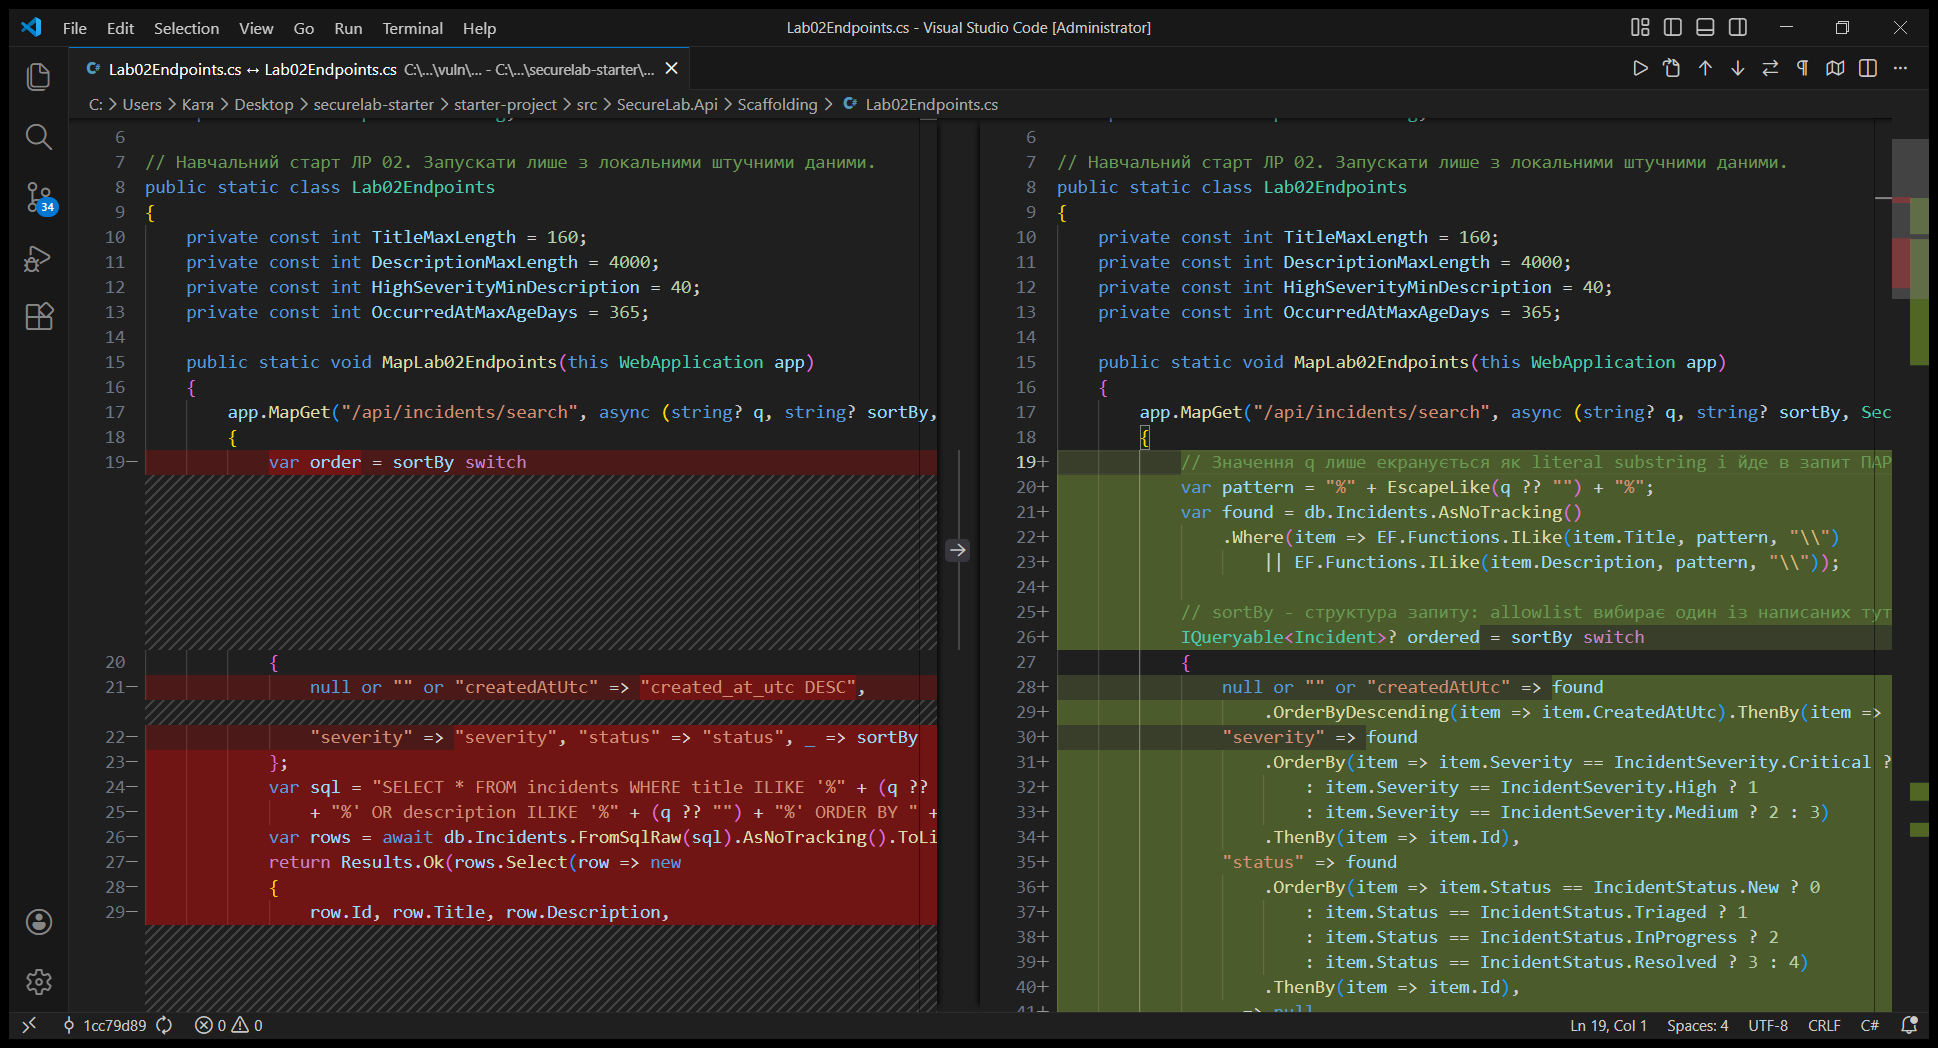 File Edit Selection View Go Run Terminal Help
Lab02Endpoints.cs - Visual Studio Code [Administrator]
Lab02Endpoints.cs ↔ Lab02Endpoints.cs C:\...\vuln\... - C:\...\securelab-starter\...
C: > Users > Катя > Desktop > securelab-starter > starter-project > src > SecureLab.Api > Scaffolding > Lab02Endpoints.cs
34
6
7 // Навчальний старт ЛР 02. Запускати лише з локальними штучними даними.
8 public static class Lab02Endpoints
9 {
10 private const int TitleMaxLength = 160;
11 private const int DescriptionMaxLength = 4000;
12 private const int HighSeverityMinDescription = 40;
13 private const int OccurredAtMaxAgeDays = 365;
14
15 public static void MapLab02Endpoints(this WebApplication app)
16 {
17 app.MapGet("/api/incidents/search", async (string? q, string? sortBy,
18 {
19− var order = sortBy switch
20 {
21− null or "" or "createdAtUtc" => "created_at_utc DESC",
22− "severity" => "severity", "status" => "status", _ => sortBy
23− };
24− var sql = "SELECT * FROM incidents WHERE title ILIKE '%" + (q ??
25− + "%' OR description ILIKE '%" + (q ?? "") + "%' ORDER BY " +
26− var rows = await db.Incidents.FromSqlRaw(sql).AsNoTracking().ToLi
27− return Results.Ok(rows.Select(row => new
28− {
29− row.Id, row.Title, row.Description,
6
7 // Навчальний старт ЛР 02. Запускати лише з локальними штучними даними.
8 public static class Lab02Endpoints
9 {
10 private const int TitleMaxLength = 160;
11 private const int DescriptionMaxLength = 4000;
12 private const int HighSeverityMinDescription = 40;
13 private const int OccurredAtMaxAgeDays = 365;
14
15 public static void MapLab02Endpoints(this WebApplication app)
16 {
17 app.MapGet("/api/incidents/search", async (string? q, string? sortBy, Sec
18 {
19+ // Значення q лише екранується як literal substring і йде в запит ПАР
20+ var pattern = "%" + EscapeLike(q ?? "") + "%";
21+ var found = db.Incidents.AsNoTracking()
22+ .Where(item => EF.Functions.ILike(item.Title, pattern, "\\")
23+ || EF.Functions.ILike(item.Description, pattern, "\\"));
24+
25+ // sortBy - структура запиту: allowlist вибирає один із написаних тут
26+ IQueryable<Incident>? ordered = sortBy switch
27 {
28+ null or "" or "createdAtUtc" => found
29+ .OrderByDescending(item => item.CreatedAtUtc).ThenBy(item =>
30+ "severity" => found
31+ .OrderBy(item => item.Severity == IncidentSeverity.Critical ?
32+ : item.Severity == IncidentSeverity.High ? 1
33+ : item.Severity == IncidentSeverity.Medium ? 2 : 3)
34+ .ThenBy(item => item.Id),
35+ "status" => found
36+ .OrderBy(item => item.Status == IncidentStatus.New ? 0
37+ : item.Status == IncidentStatus.Triaged ? 1
38+ : item.Status == IncidentStatus.InProgress ? 2
39+ : item.Status == IncidentStatus.Resolved ? 3 : 4)
40+ .ThenBy(item => item.Id),
41+ => null
1cc79d89 0 0 Ln 19, Col 1 Spaces: 4 UTF-8 CRLF C#